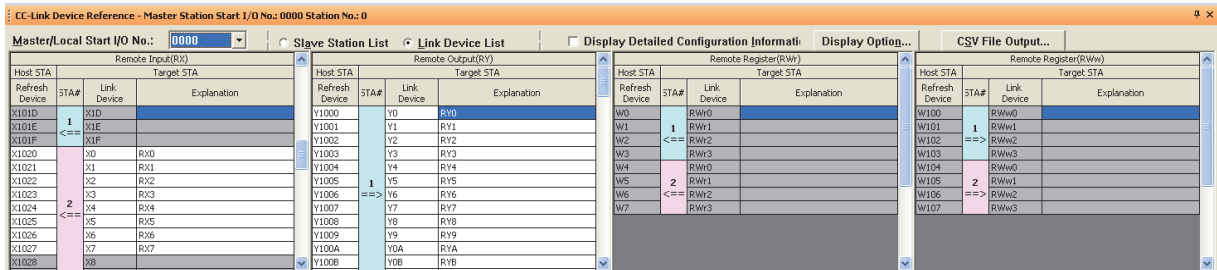 CC-Link Device Reference - Master Station Start I/O No.: 0000 Station No.: 0
Master/Local Start I/O No.: 0000 Slave Station List Link Device List Display Detailed Configuration Informati Display Option... CSV File Output...
Remote Input(RX) Remote Output(RY) Remote Register(RWr) Remote Register(RWw)
Host STA Target STA Host STA Target STA Host STA Target STA Host STA Target STA
Refresh Device STA# Link Device Explanation Refresh Device STA# Link Device Explanation Refresh Device STA# Link Device Explanation Refresh Device STA# Link Device Explanation
X101D X1D Y1000 Y0 RY0 W0 RWr0 W100 RWw0
X101E 1 <== X1E Y1001 Y1 RY1 W1 1 RWr1 W101 1 RWw1
X101F X1F Y1002 Y2 RY2 W2 <== RWr2 W102 ==> RWw2
X1020 X0 RX0 Y1003 Y3 RY3 W3 RWr3 W103 RWw3
X1021 X1 RX1 Y1004 Y4 RY4 W4 RWr0 W104 RWw0
X1022 X2 RX2 Y1005 1 Y5 RY5 W5 2 RWr1 W105 2 RWw1
X1023 X3 RX3 Y1006 ==> Y6 RY6 W6 <== RWr2 W106 ==> RWw2
X1024 2 X4 RX4 Y1007 Y7 RY7 W7 RWr3 W107 RWw3
X1025 <== X5 RX5 Y1008 Y8 RY8
X1026 X6 RX6 Y1009 Y9 RY9
X1027 X7 RX7 Y100A Y0A RYA
X1028 X8 Y100B Y0B RYB